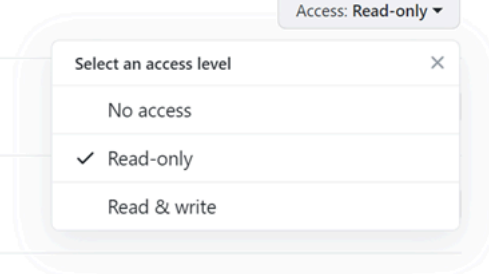 Access: Read-only
Select an access level
No access
Read-only
Read & write